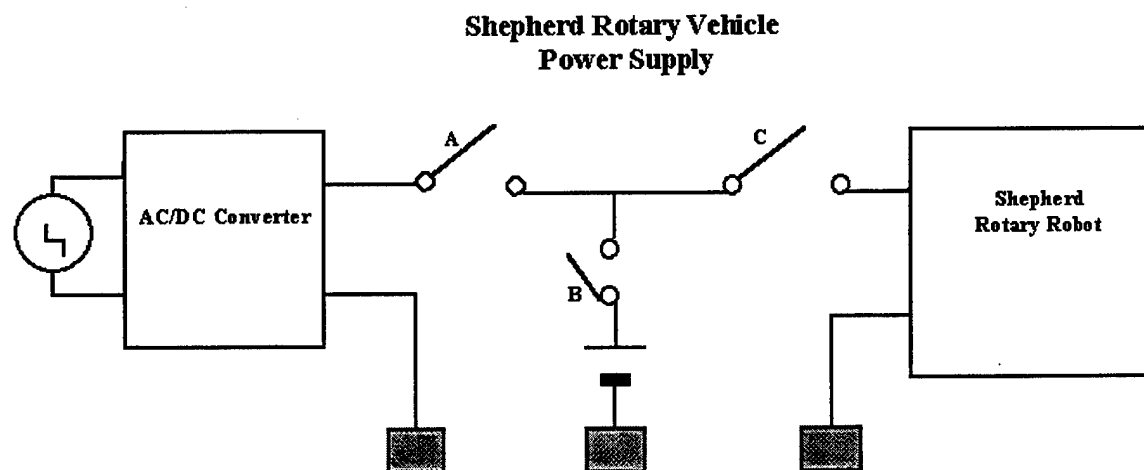 Shepherd Rotary Vehicle
Power Supply
A
C
AC/DC Converter
Shepherd
Rotary Robot
B